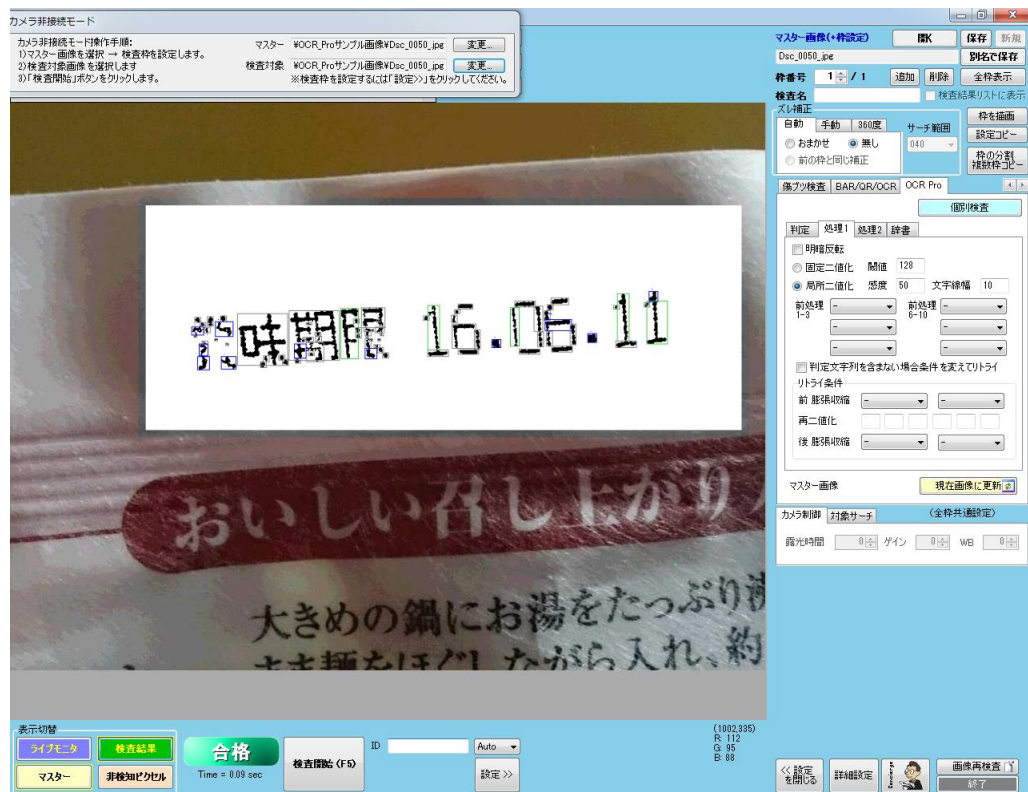 カメラ非接続モード
カメラ非接続モード操作手順:
1)マスター画像を選択 → 検査枠を設定します。
2)検査対象画像を選択します
3)「検査開始」ボタンをクリックします。
マスター ¥OCR_Proサンプル画像¥Dsc_0050_jpg 変更...
検査対象 ¥OCR_Proサンプル画像¥Dsc_0050_jpg 変更...
※検査枠を設定するには「設定>>」をクリックしてください。
味期限 16.06.11
おいしい召し上がり
大きめの鍋にお湯をたっぷり
ます麺をほぐしながら入れ、約
マスター画像(+枠設定) 開K 保存 新規
Dsc_0050_jpg 別名で保存
枠番号 1 / 1 追加 削除 全枠表示
検査名 検査結果リストに表示
ズレ補正
自動 手動 360度
おまかせ 無し
前の枠と同じ補正
サーチ範囲
040
枠を描画
設定コピー
枠の分割
複数枠コピー
傷ブツ検査 BAR/QR/OCR OCR Pro
個別検査
判定 処理1 処理2 辞書
明暗反転
固定二値化 閾値 128
局所二値化 感度 50 文字線幅 10
前処理 1-3 - 前処理 6-10 -
- -
- -
判定文字列を含まない場合条件を変えてリトライ
リトライ条件
前 膨張収縮 - -
再二値化
後 膨張収縮 - -
マスター画像 現在画像に更新
カメラ制御 対象サーチ (全枠共通設定)
露光時間 0 ゲイン 0 WB 0
表示切替
ライブモニタ 検査結果
マスター 非検知ピクセル
合格
Time = 0.09 sec
検査開始 (F5)
ID Auto
設定 >>
(1002,335)
R: 112
G: 95
B: 88
<< 設定を閉じる 詳細設定 画像再検査
終了